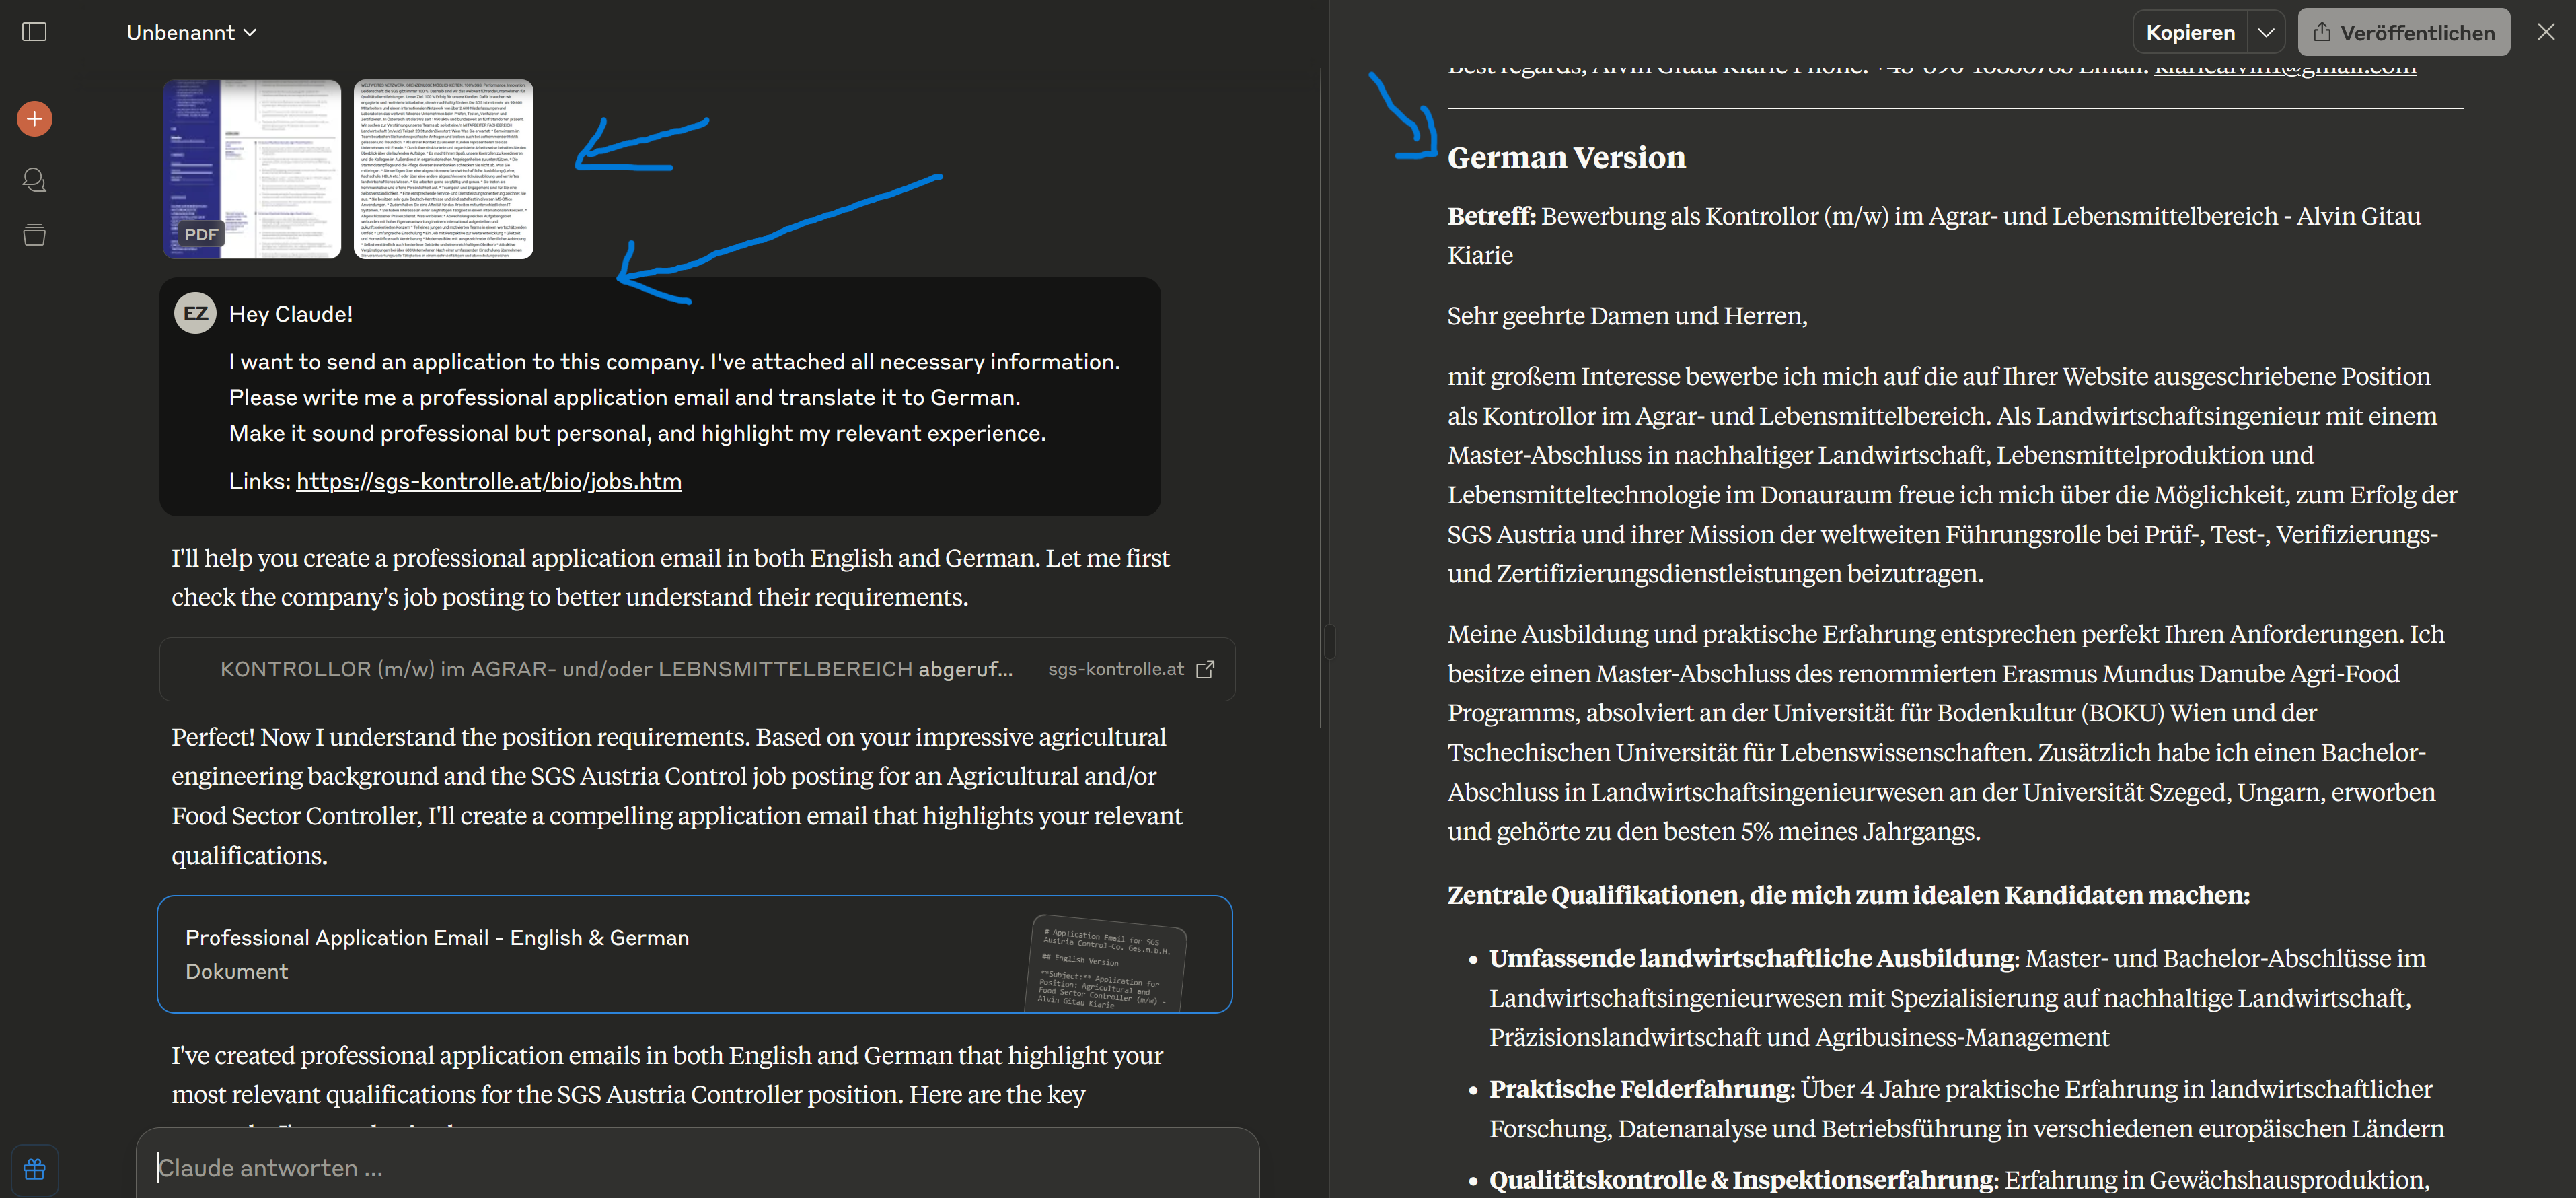 Unbenannt
PDF
EZ
Hey Claude!
I want to send an application to this company. I've attached all necessary information.
Please write me a professional application email and translate it to German.
Make it sound professional but personal, and highlight my relevant experience.
Links: https://sgs-kontrolle.at/bio/jobs.htm
I'll help you create a professional application email in both English and German. Let me first
check the company's job posting to better understand their requirements.
KONTROLLOR (m/w) im AGRAR- und/oder LEBNSMITTELBEREICH abgeruf... sgs-kontrolle.at
Perfect! Now I understand the position requirements. Based on your impressive agricultural
engineering background and the SGS Austria Control job posting for an Agricultural and/or
Food Sector Controller, I'll create a compelling application email that highlights your relevant
qualifications.
Professional Application Email - English & German
Dokument
# Application Email for SGS
Austria Control-Co. Ges.m.b.H.
## English Version
**Subject:** Application for
Position: Agricultural and
Food Sector Controller (m/w) -
Alvin Gitau Kiarie
I've created professional application emails in both English and German that highlight your
most relevant qualifications for the SGS Austria Controller position. Here are the key
Claude antworten ...
Kopieren
Veröffentlichen
German Version
Betreff: Bewerbung als Kontrollor (m/w) im Agrar- und Lebensmittelbereich - Alvin Gitau
Kiarie
Sehr geehrte Damen und Herren,
mit großem Interesse bewerbe ich mich auf die auf Ihrer Website ausgeschriebene Position
als Kontrollor im Agrar- und Lebensmittelbereich. Als Landwirtschaftsingenieur mit einem
Master-Abschluss in nachhaltiger Landwirtschaft, Lebensmittelproduktion und
Lebensmitteltechnologie im Donauraum freue ich mich über die Möglichkeit, zum Erfolg der
SGS Austria und ihrer Mission der weltweiten Führungsrolle bei Prüf-, Test-, Verifizierungs-
und Zertifizierungsdienstleistungen beizutragen.
Meine Ausbildung und praktische Erfahrung entsprechen perfekt Ihren Anforderungen. Ich
besitze einen Master-Abschluss des renommierten Erasmus Mundus Danube Agri-Food
Programms, absolviert an der Universität für Bodenkultur (BOKU) Wien und der
Tschechischen Universität für Lebenswissenschaften. Zusätzlich habe ich einen Bachelor-
Abschluss in Landwirtschaftsingenieurwesen an der Universität Szeged, Ungarn, erworben
und gehörte zu den besten 5% meines Jahrgangs.
Zentrale Qualifikationen, die mich zum idealen Kandidaten machen:
• Umfassende landwirtschaftliche Ausbildung: Master- und Bachelor-Abschlüsse im
Landwirtschaftsingenieurwesen mit Spezialisierung auf nachhaltige Landwirtschaft,
Präzisionslandwirtschaft und Agribusiness-Management
• Praktische Felderfahrung: Über 4 Jahre praktische Erfahrung in landwirtschaftlicher
Forschung, Datenanalyse und Betriebsführung in verschiedenen europäischen Ländern
• Qualitätskontrolle & Inspektionserfahrung: Erfahrung in Gewächshausproduktion,